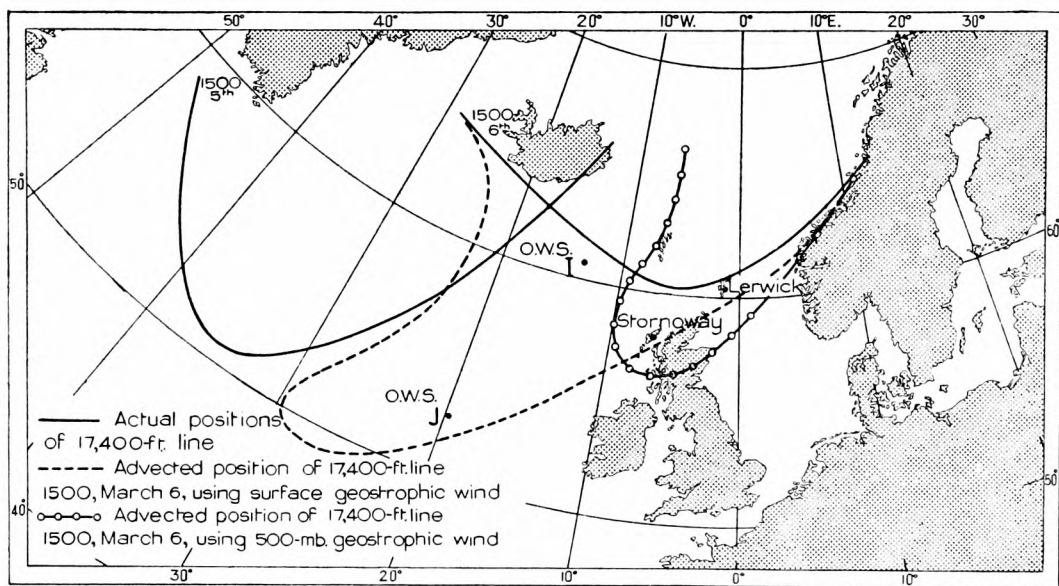 50° 40° 30° 20° 10°W. 0° 10°E. 20° 30°
1500
5th
1500
6th
50°
60°
O.W.S.
I
Lerwick
Stornoway
O.W.S.
J
Actual positions
of 17,400-ft. line
Advected position of 17,400-ft.line
1500, March 6, using surface geostrophic wind
Advected position of 17,400-ft.line
1500, March 6, using 500-mb. geostrophic wind
50°
40°
30° 20° 10° 0° 10°